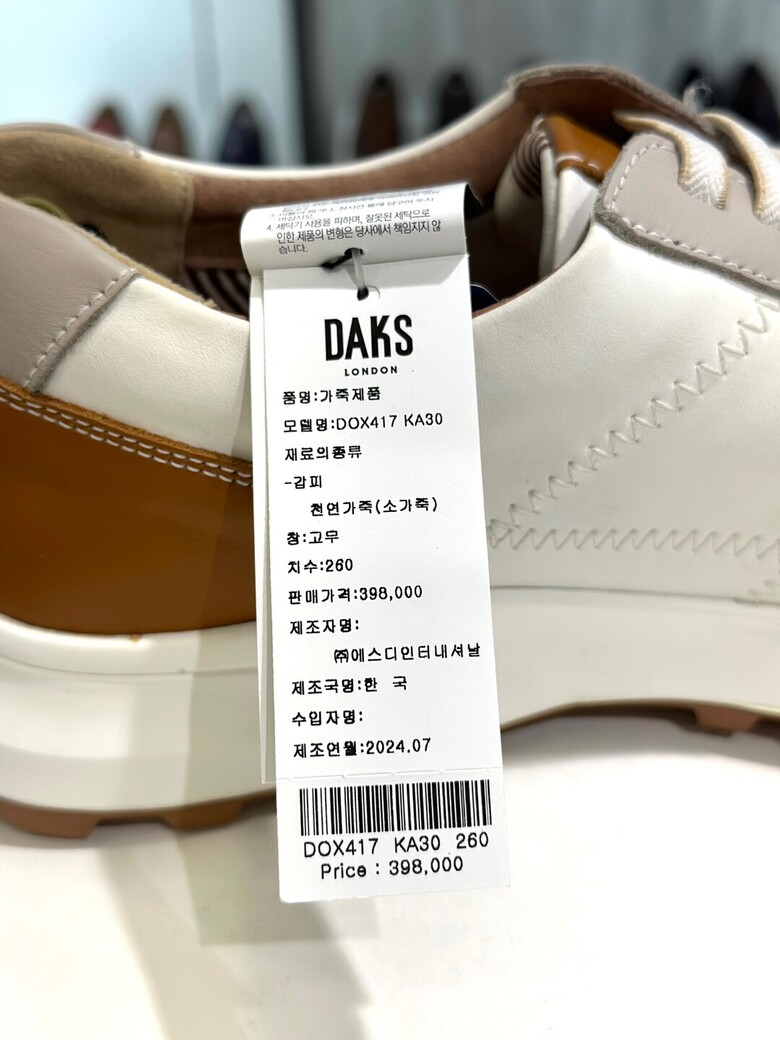 4. 세탁기 사용을 피하며, 잘못된 세탁으로
인한 제품의 변형은 당사에서 책임지지 않
습니다.
DAKS
LONDON
품명:가죽제품
모델명:DOX417 KA30
재료의종류
-갑피
천연가죽(소가죽)
창:고무
치수:260
판매가격:398,000
제조자명:
㈜에스디인터내셔날
제조국명:한 국
수입자명:
제조연월:2024.07
DOX417 KA30 260
Price : 398,000